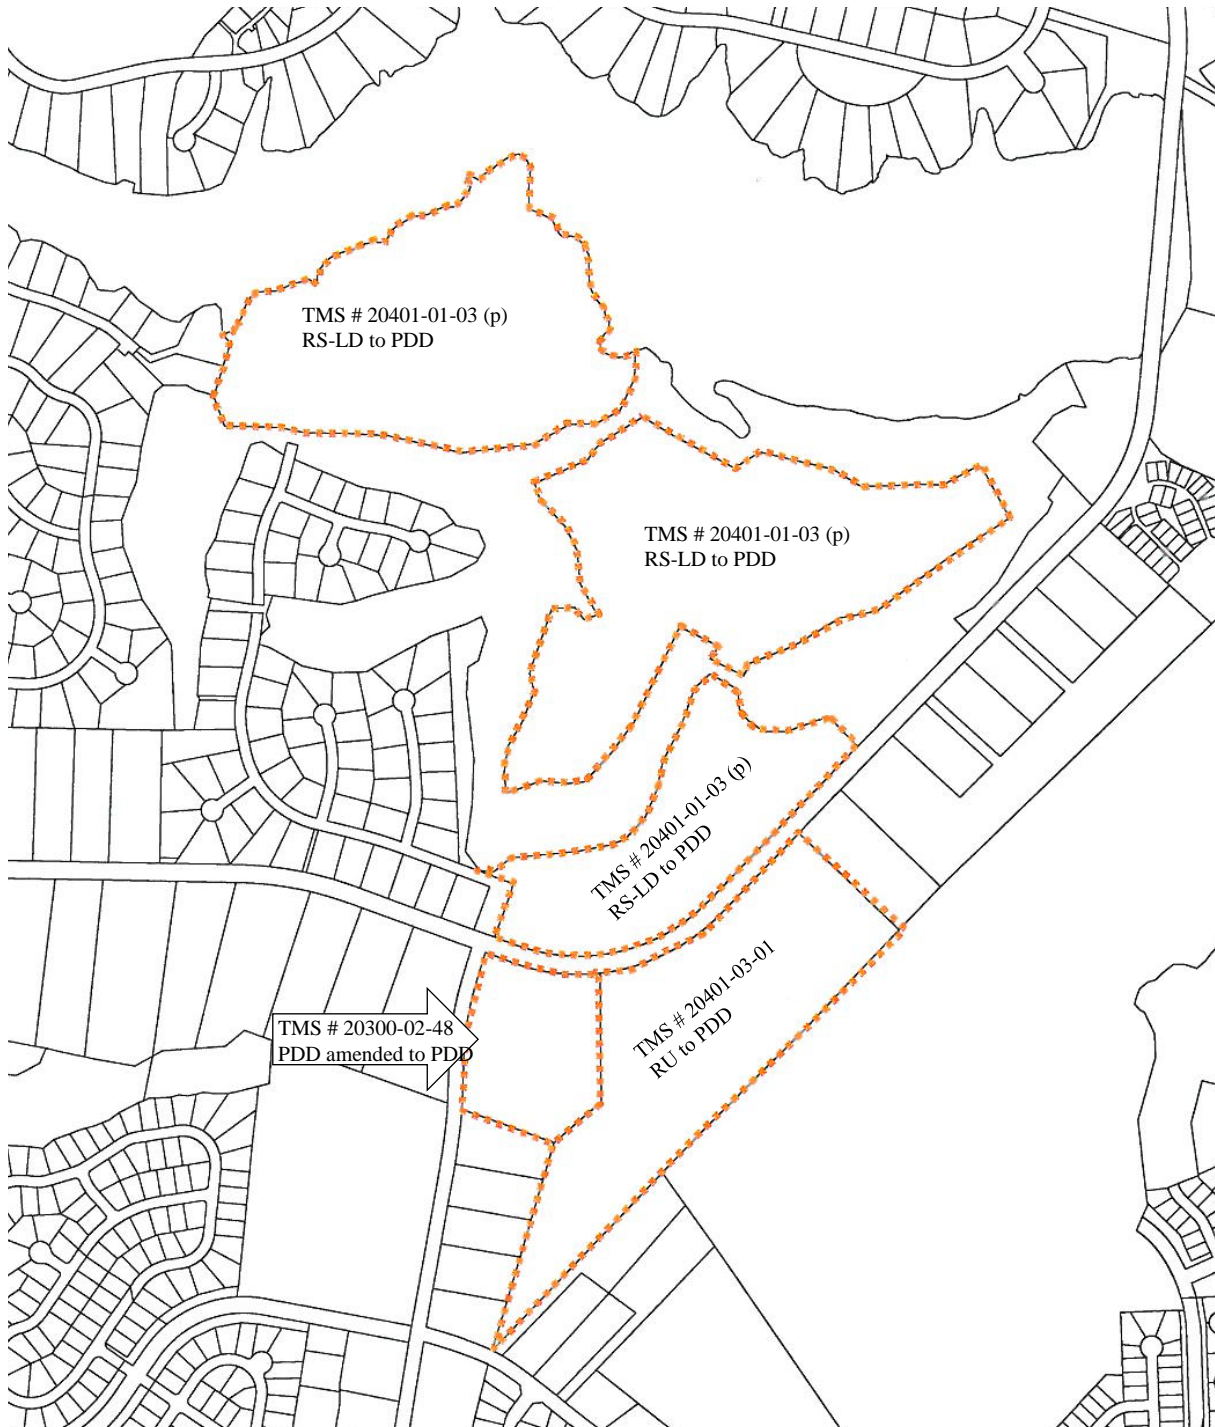 TMS # 20401-01-03 (p)
RS-LD to PDD
TMS # 20401-01-03 (p)
RS-LD to PDD
TMS # 20401-01-03 (p)
RS-LD to PDD
TMS # 20401-03-01
RU to PDD
TMS # 20300-02-48
PDD amended to PDD